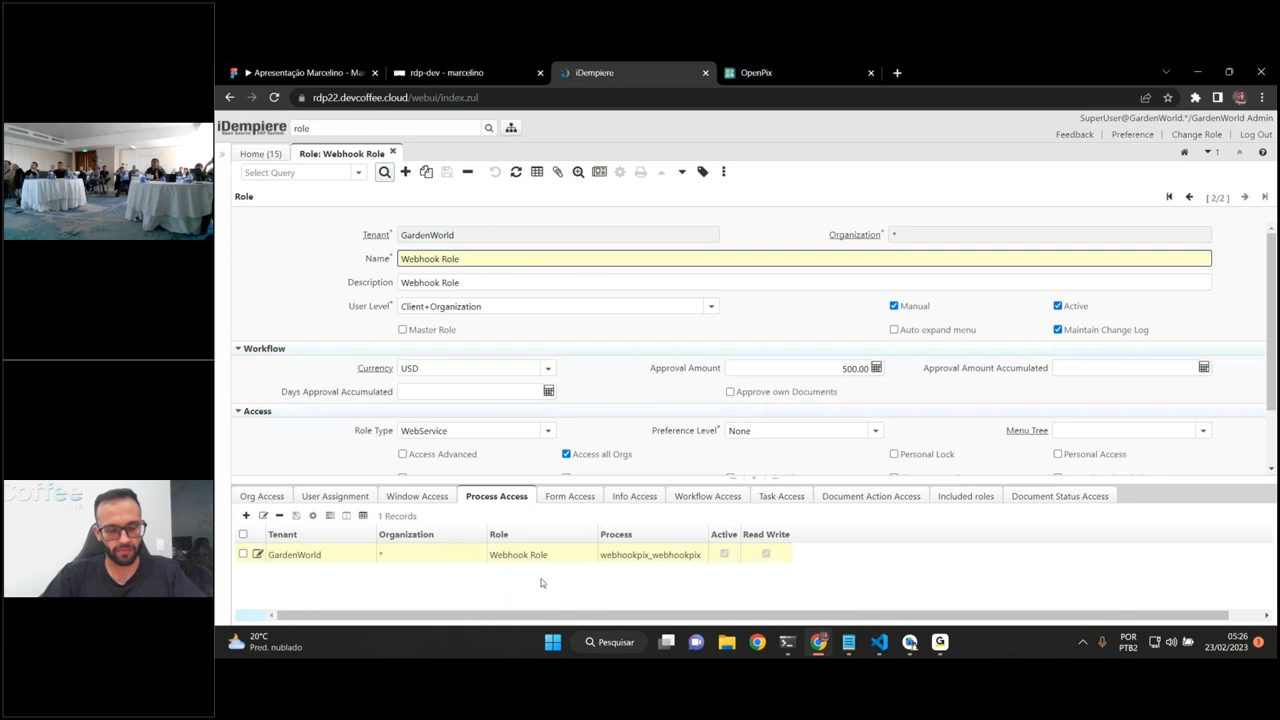 ▶ Apresentação Marcelino - Ma
rdp-dev - marcelino
iDempiere
OpenPix
rdp22.devcoffee.cloud/webui/index.zul
iDempiere
role
SuperUser@GardenWorld.*/GardenWorld Admin
Feedback
Preference
Change Role
Log Out
Home (15)
Role: Webhook Role
1
Select Query
Role
[ 2/2 ]
Tenant* GardenWorld
Organization* *
Name* Webhook Role
Description Webhook Role
User Level* Client+Organization
Manual
Active
Master Role
Auto expand menu
Maintain Change Log
Workflow
Currency USD
Approval Amount 500.00
Approval Amount Accumulated
Days Approval Accumulated
Approve own Documents
Access
Role Type WebService
Preference Level* None
Menu Tree
Access Advanced
Access all Orgs
Personal Lock
Personal Access
Org Access
User Assignment
Window Access
Process Access
Form Access
Info Access
Workflow Access
Task Access
Document Action Access
Included roles
Document Status Access
1 Records
Tenant Organization Role Process Active Read Write
GardenWorld * Webhook Role webhookpix_webhookpix
Coffee
20°C
Pred. nublado
Pesquisar
POR
PTB2
05:26
23/02/2023
3